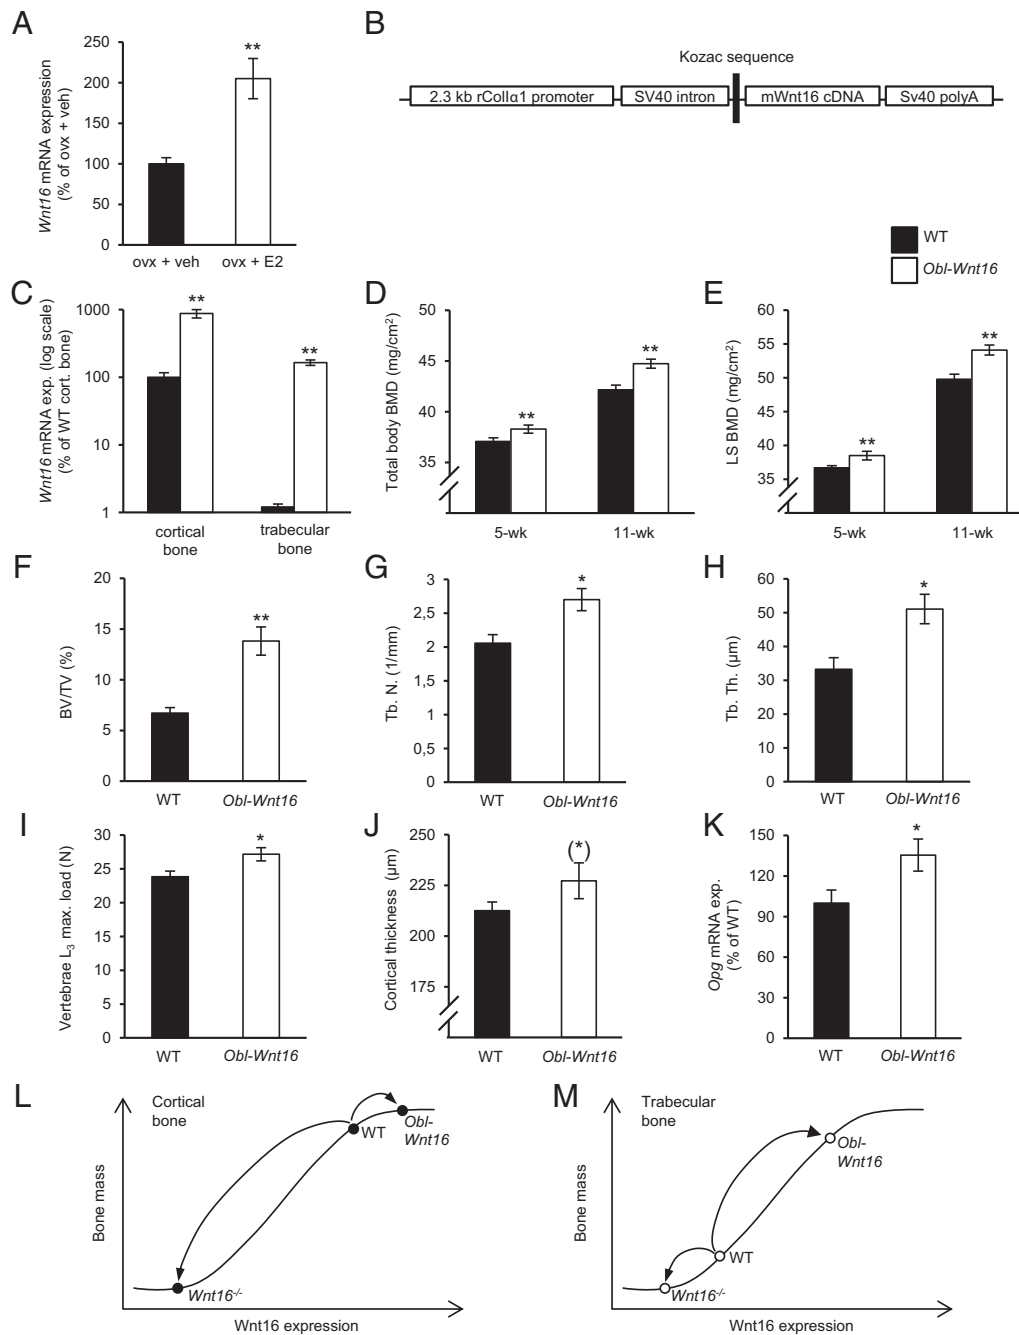 A
Wnt16 mRNA expression
(% of ovx + veh)
250
200
150
100
50
0
**
ovx + veh
ovx + E2
B
Kozac sequence
2.3 kb rColIα1 promoter
SV40 intron
mWnt16 cDNA
Sv40 polyA
WT
Obl-Wnt16
C
Wnt16 mRNA exp. (log scale)
(% of WT cort. bone)
1000
100
10
1
**
**
cortical
bone
trabecular
bone
D
Total body BMD (mg/cm2)
50
45
40
35
**
**
5-wk
11-wk
E
LS BMD (mg/cm2)
60
55
50
45
40
35
**
**
5-wk
11-wk
F
BV/TV (%)
20
15
10
5
0
**
WT
Obl-Wnt16
G
Tb. N. (1/mm)
3
2,5
2
1,5
1
0,5
0
*
WT
Obl-Wnt16
H
Tb. Th. (µm)
60
50
40
30
20
10
0
*
WT
Obl-Wnt16
I
Vertebrae L3 max. load (N)
30
25
20
15
10
5
0
*
WT
Obl-Wnt16
J
Cortical thickness (µm)
250
225
200
175
(*)
WT
Obl-Wnt16
K
Opg mRNA exp.
(% of WT)
150
120
90
60
30
0
*
WT
Obl-Wnt16
L
Cortical
bone
Bone mass
WT
Obl-
Wnt16
Wnt16-/-
Wnt16 expression
M
Trabecular
bone
Bone mass
Obl-
Wnt16
WT
Wnt16-/-
Wnt16 expression